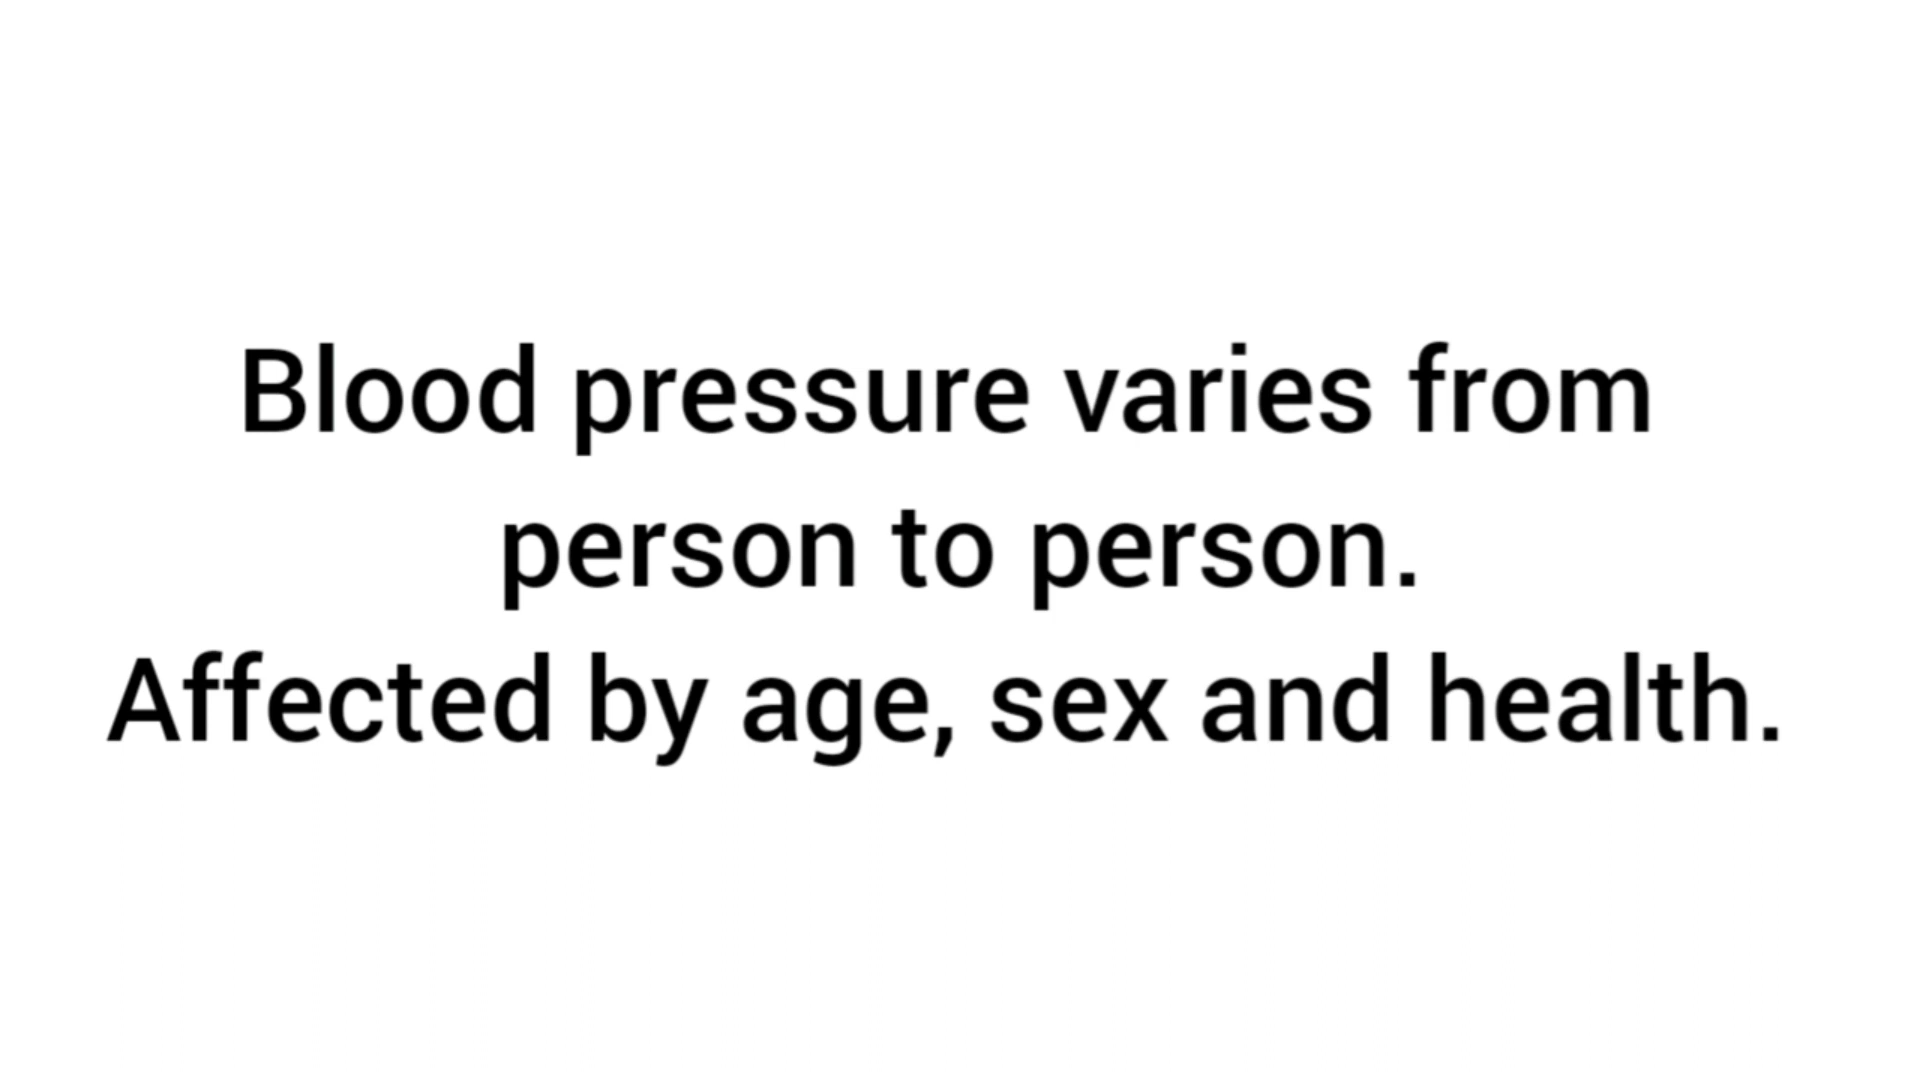 Blood pressure varies from
person to person.
Affected by age, sex and health.